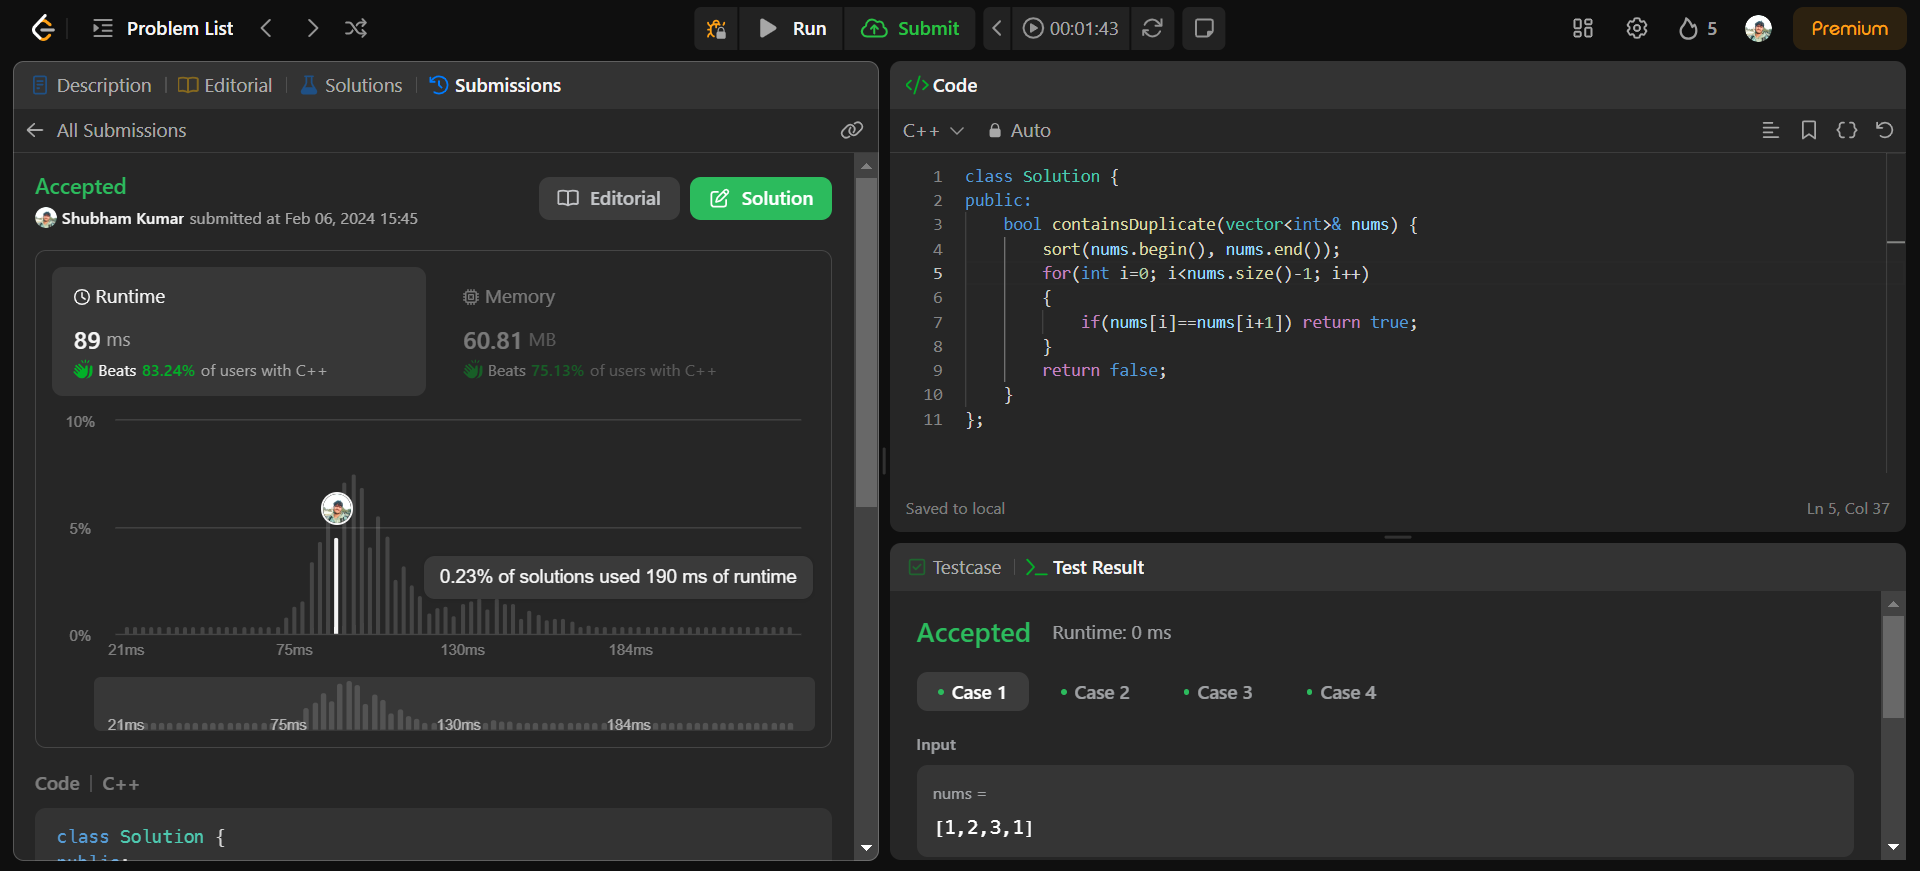 Problem List
Run
Submit
00:01:43
5
Premium
Description
Editorial
Solutions
Submissions
All Submissions
Accepted
Shubham Kumar submitted at Feb 06, 2024 15:45
Editorial
Solution
Runtime
89 ms
Beats 83.24% of users with C++
Memory
60.81 MB
Beats 75.13% of users with C++
10%
5%
0%
0.23% of solutions used 190 ms of runtime
21ms 75ms 130ms 184ms
21ms 75ms 130ms 184ms
Code | C++
class Solution {
public:
</> Code
C++
Auto
1 class Solution {
2 public:
3 bool containsDuplicate(vector<int>& nums) {
4 sort(nums.begin(), nums.end());
5 for(int i=0; i<nums.size()-1; i++)
6 {
7 if(nums[i]==nums[i+1]) return true;
8 }
9 return false;
10 }
11 };
Saved to local
Ln 5, Col 37
Testcase
Test Result
Accepted
Runtime: 0 ms
• Case 1
• Case 2
• Case 3
• Case 4
Input
nums =
[1,2,3,1]